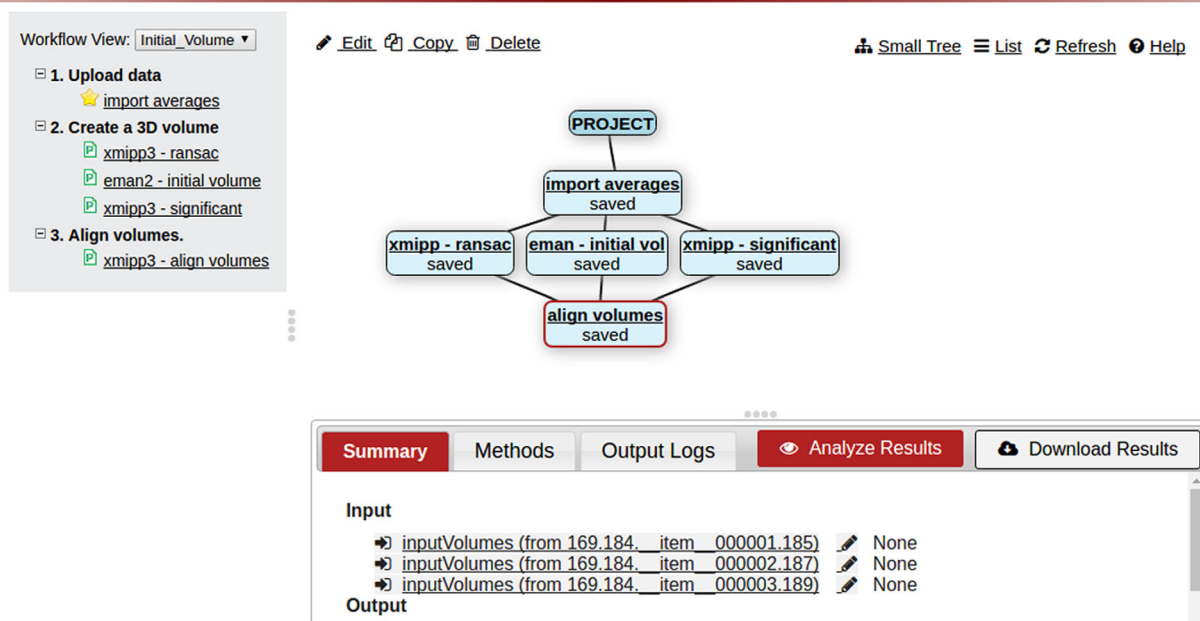 Workflow View: Initial_Volume
1. Upload data
import averages
2. Create a 3D volume
xmipp3 - ransac
eman2 - initial volume
xmipp3 - significant
3. Align volumes.
xmipp3 - align volumes
Edit Copy Delete
Small Tree List Refresh Help
PROJECT
import averages
saved
xmipp - ransac
saved
eman - initial vol
saved
xmipp - significant
saved
align volumes
saved
Summary Methods Output Logs Analyze Results Download Results
Input
inputVolumes (from 169.184.__item__000001.185) None
inputVolumes (from 169.184.__item__000002.187) None
inputVolumes (from 169.184.__item__000003.189) None
Output